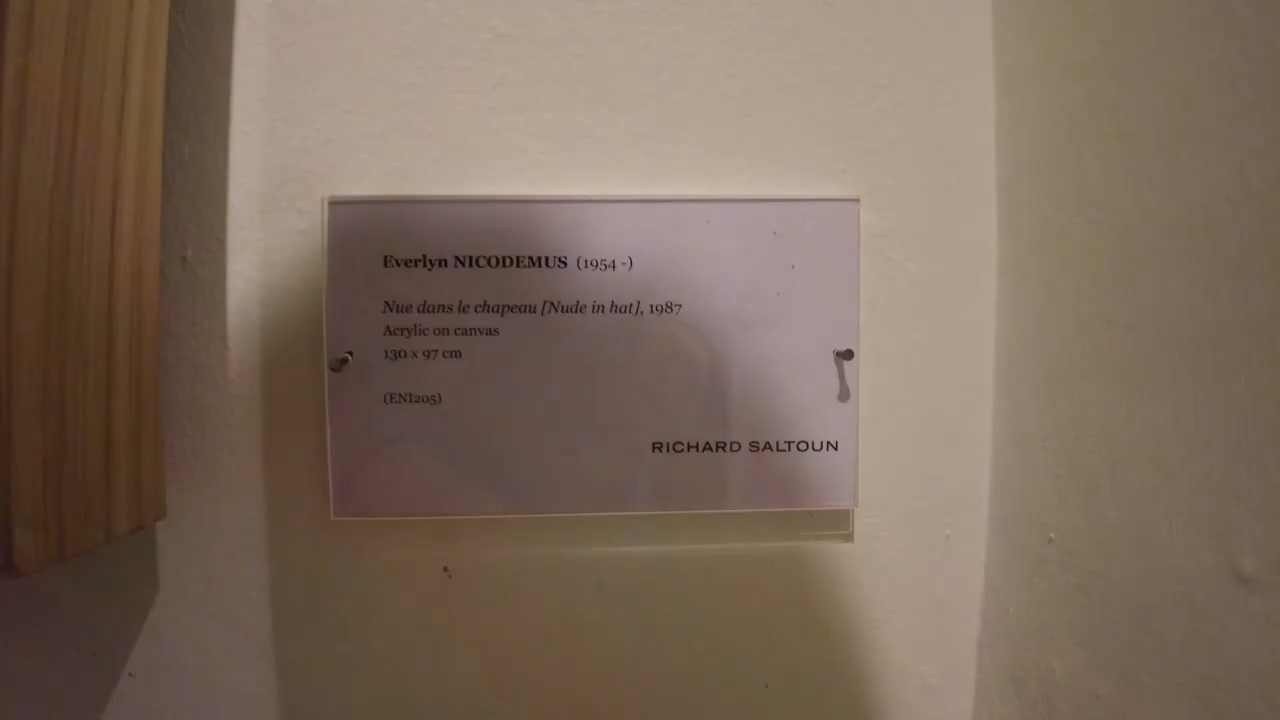 Everlyn NICODEMUS (1954 -)
Nue dans le chapeau [Nude in hat], 1987
Acrylic on canvas
130 x 97 cm
(ENI205)
RICHARD SALTOUN